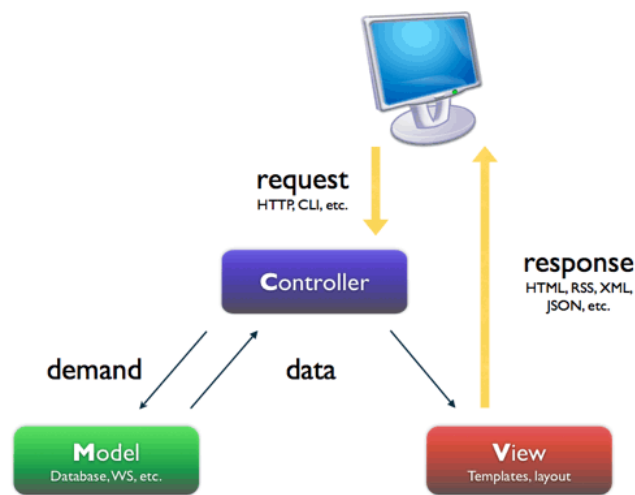 request
HTTP, CLI, etc.
Controller
response
HTML, RSS, XML,
JSON, etc.
demand
data
Model
Database, WS, etc.
View
Templates, layout